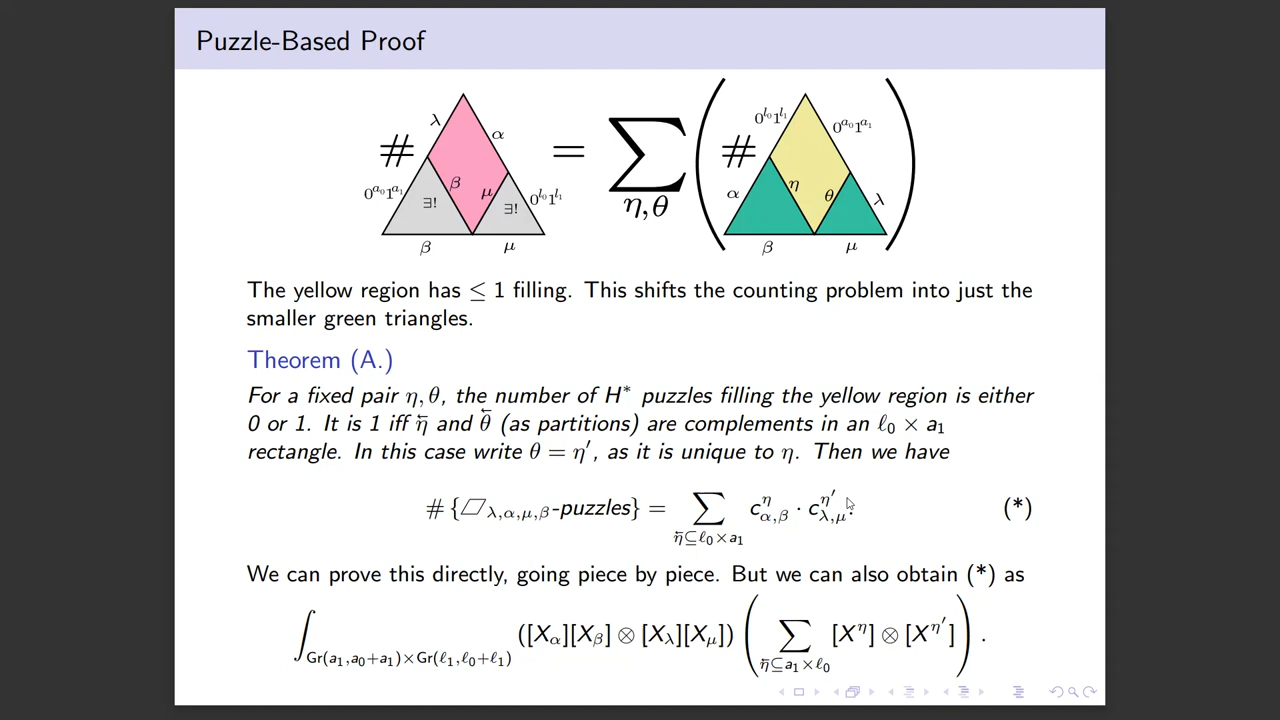 Puzzle-Based Proof
# λ α 0^{a_0}1^{a_1} β μ 0^{l_0}1^{l_1} ∃! ∃! β μ = ∑_{η,θ} ( # 0^{l_0}1^{l_1} 0^{a_0}1^{a_1} α η θ λ β μ )
The yellow region has ≤ 1 filling. This shifts the counting problem into just the
smaller green triangles.
Theorem (A.)
For a fixed pair η, θ, the number of H* puzzles filling the yellow region is either
0 or 1. It is 1 iff \overleftarrow{η} and \overleftarrow{θ} (as partitions) are complements in an ℓ_0 × a_1
rectangle. In this case write θ = η′, as it is unique to η. Then we have
# {▱_{λ,α,μ,β}-puzzles} = ∑_{\overleftarrow{η}⊆ℓ_0×a_1} c^{η}_{α,β} · c^{η′}_{λ,μ}. (*)
We can prove this directly, going piece by piece. But we can also obtain (*) as
∫_{Gr(a_1,a_0+a_1)×Gr(ℓ_1,ℓ_0+ℓ_1)} ([X_α][X_β] ⊗ [X_λ][X_μ]) ( ∑_{\overleftarrow{η}⊆a_1×ℓ_0} [X^η] ⊗ [X^{η′}] ) .